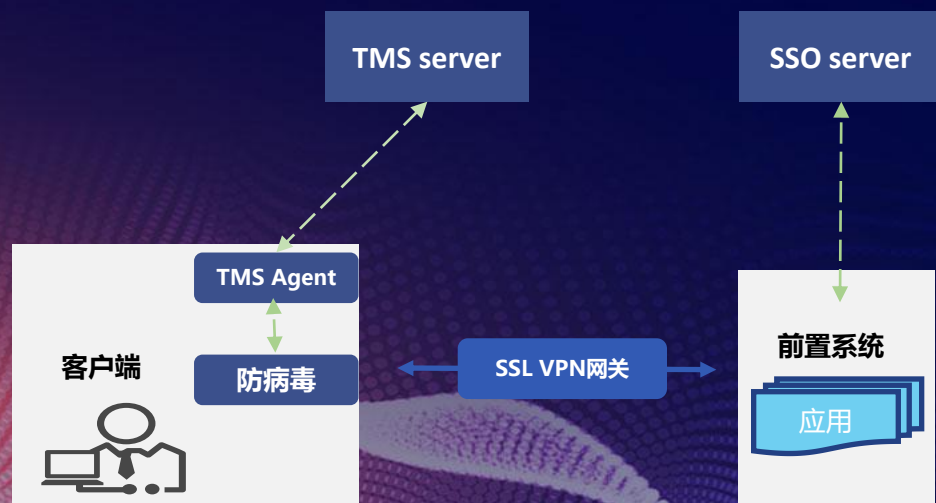 TMS server
SSO server
TMS Agent
客户端
防病毒
SSL VPN网关
前置系统
应用